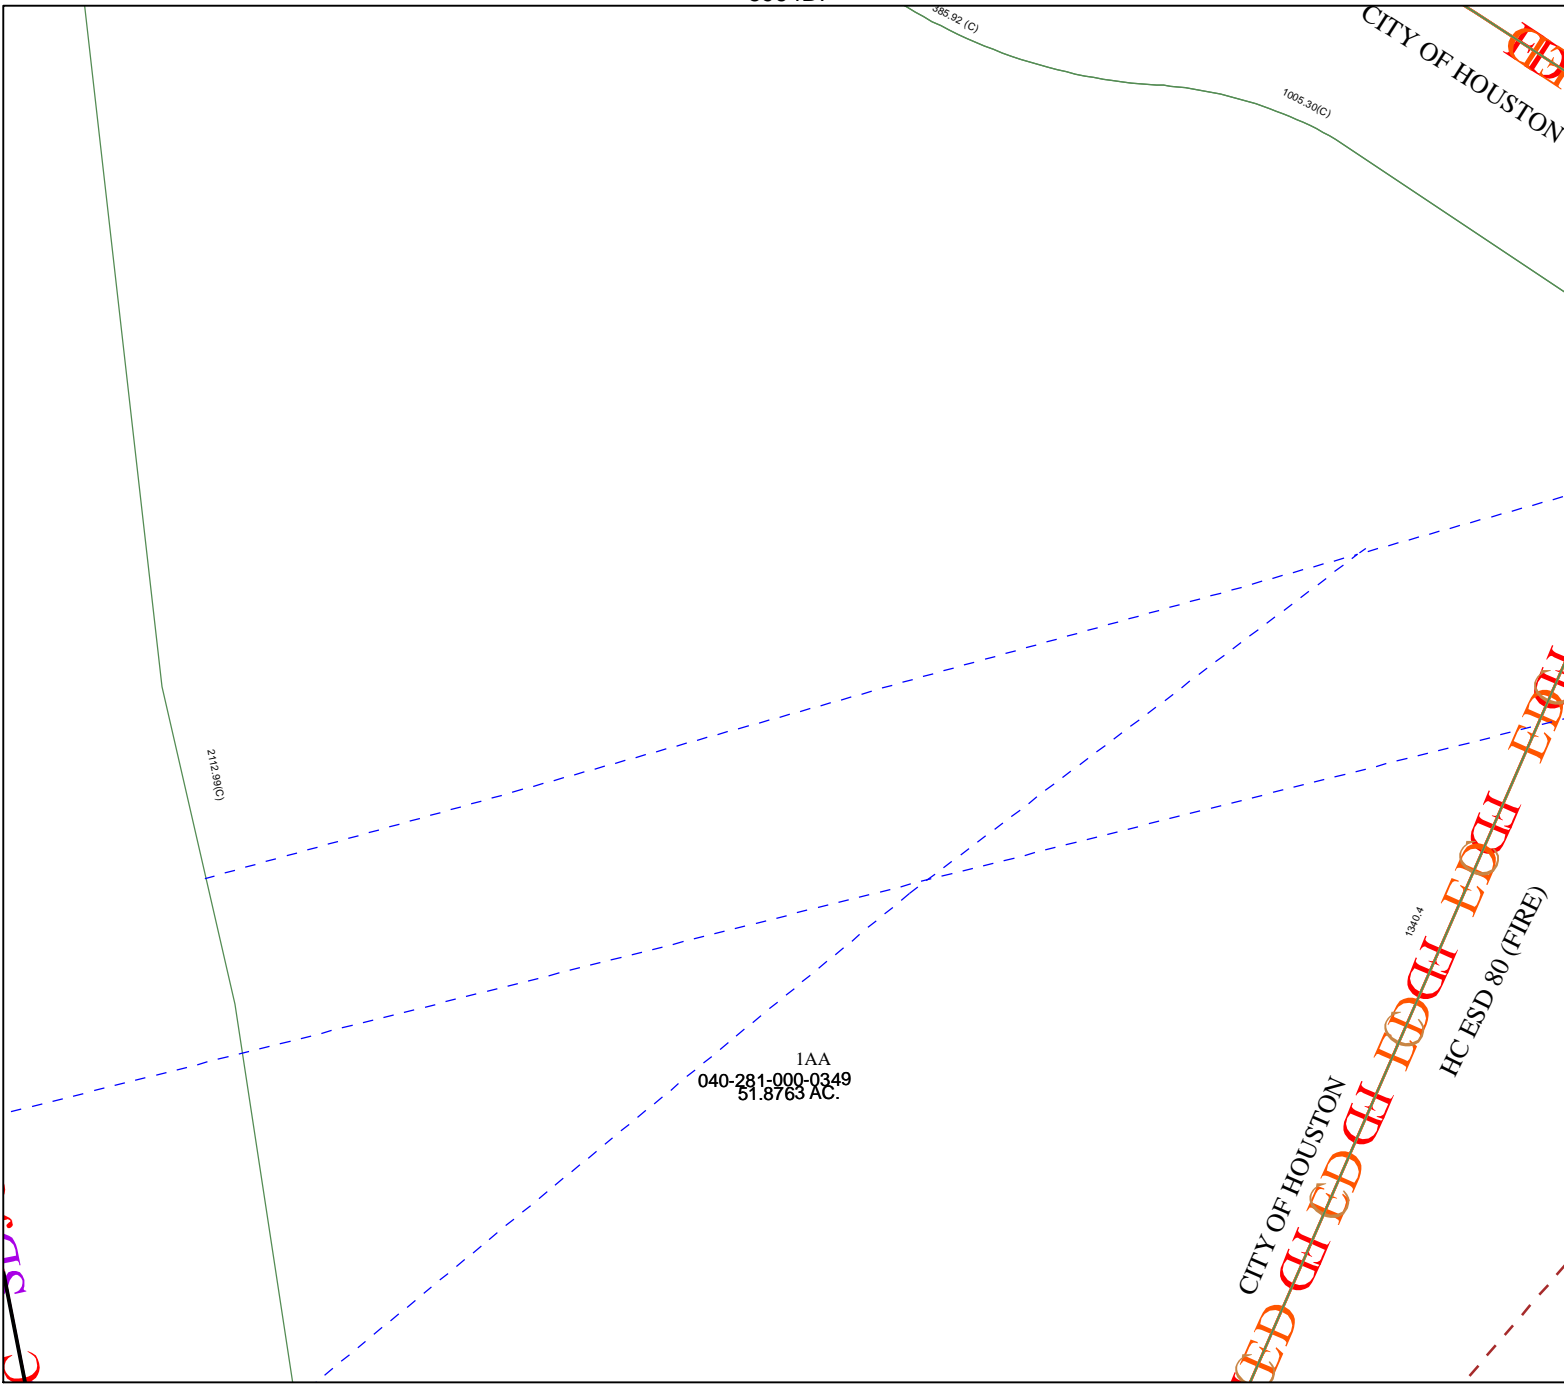 385.92 (C)
CITY OF HOUSTON
1005.30(C)
2112.99(C)
1340.4
HC ESD 80 (FIRE)
1AA
040-281-000-0349
51.8763 AC.
CITY OF HOUSTON